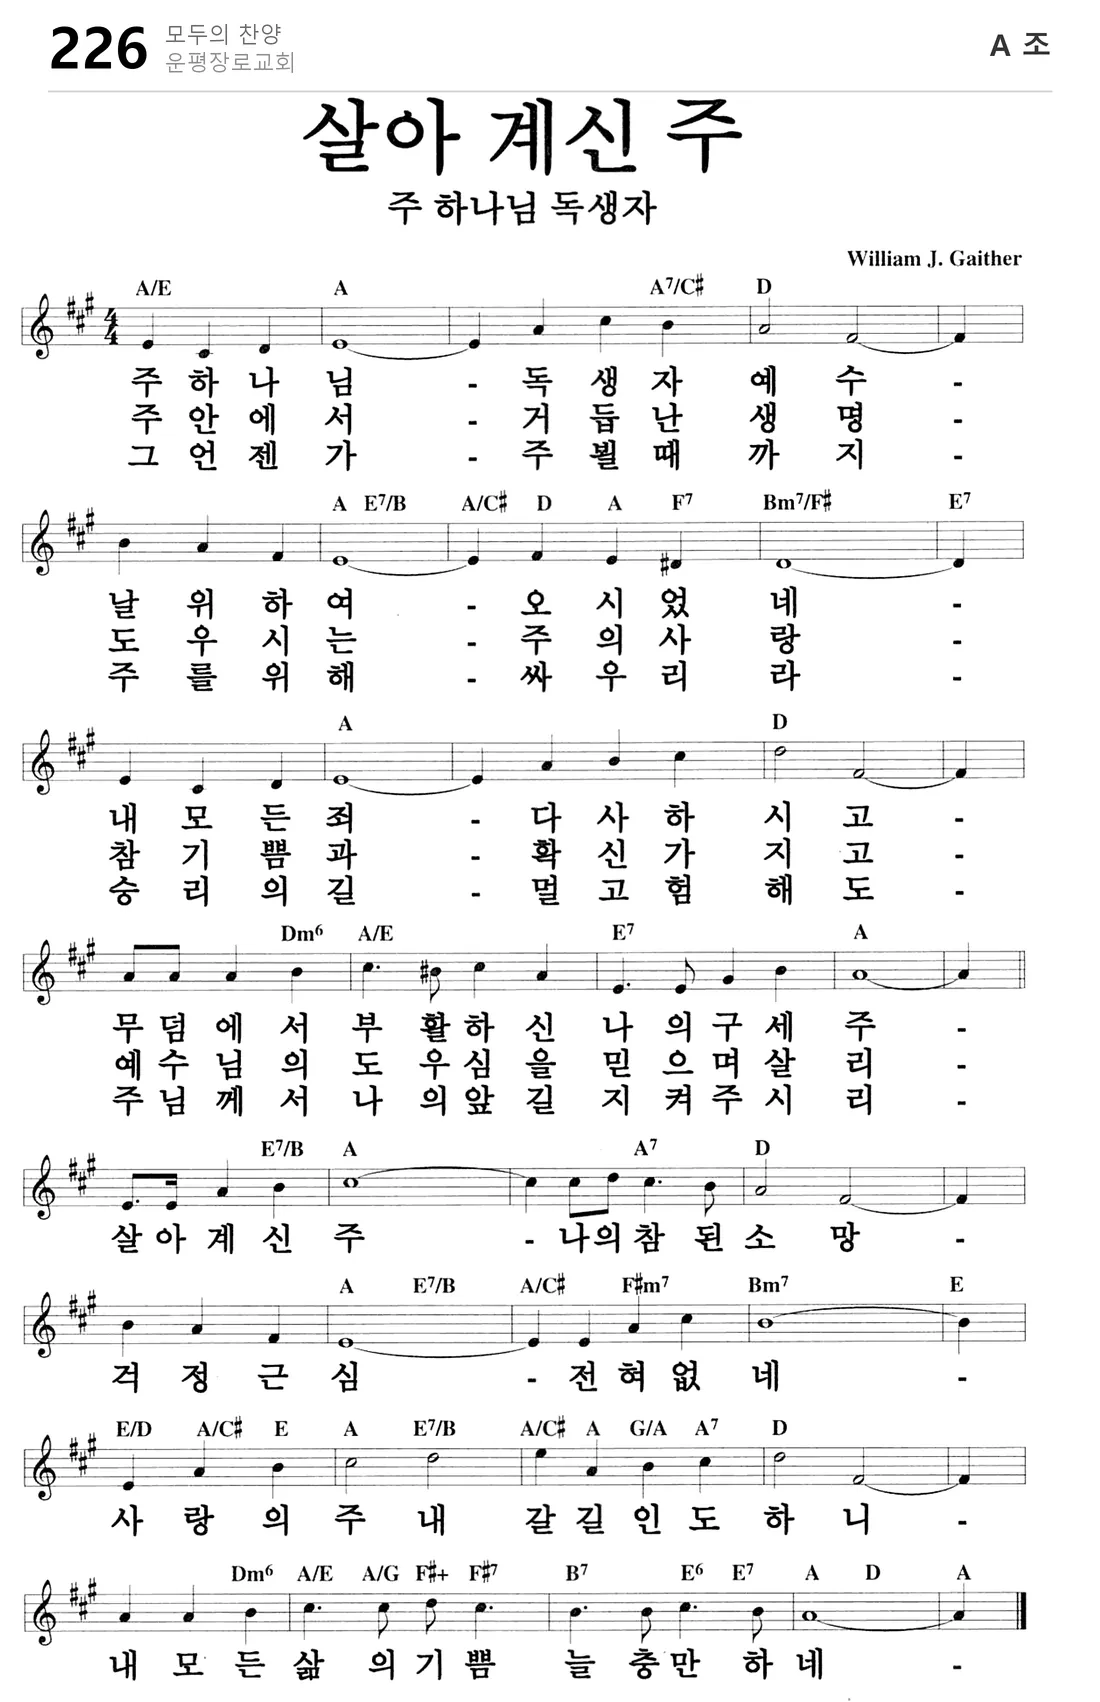 226 모두의 찬양
운평장로교회
A 조
살아 계신 주
주 하나님 독생자
William J. Gaither
A/E A A7/C♯ D
주 하 나 님 - 독 생 자 예 수 -
주 안 에 서 - 거 듭 난 생 명 -
그 언 젠 가 - 주 뵐 때 까 지 -
A E7/B A/C♯ D A F7 Bm7/F♯ E7
날 위 하 여 - 오 시 었 네 -
도 우 시 는 - 주 의 사 랑 -
주 를 위 해 - 싸 우 리 라 -
A D
내 모 든 죄 - 다 사 하 시 고 -
참 기 쁨 과 - 확 신 가 지 고 -
숭 리 의 길 - 멀 고 험 해 도 -
Dm6 A/E E7 A
무 덤 에 서 부 활 하 신 나 의 구 세 주 -
예 수 님 의 도 우 심 을 믿 으 며 살 리 -
주 님 께 서 나 의 앞 길 지 켜 주 시 리 -
E7/B A A7 D
살 아 계 신 주 - 나 의 참 된 소 망 -
A E7/B A/C♯ F♯m7 Bm7 E
걱 정 근 심 - 전 혀 없 네 -
E/D A/C♯ E A E7/B A/C♯ A G/A A7 D
사 랑 의 주 내 갈 길 인 도 하 니 -
Dm6 A/E A/G F♯+ F♯7 B7 E6 E7 A D A
내 모 든 삶 의 기 쁨 늘 충 만 하 네 -